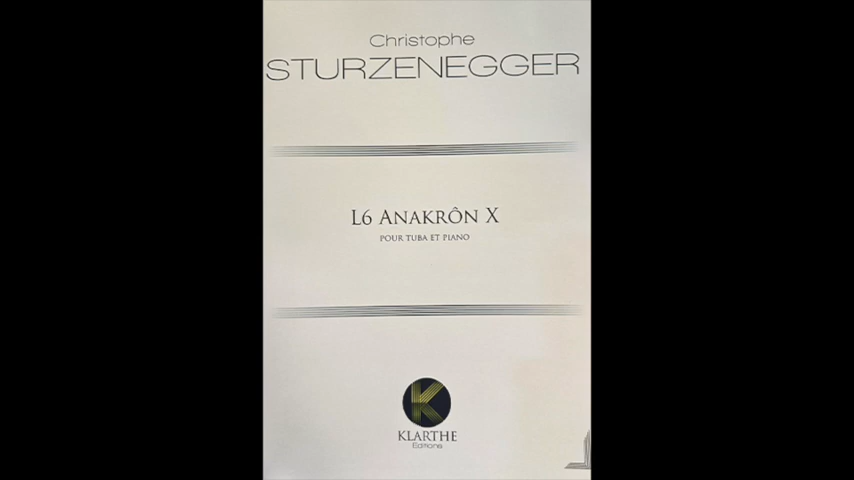 Christophe
STURZENEGGER
L6 ANAKRÔN X
POUR TUBA ET PIANO
KLARTHE
Editions